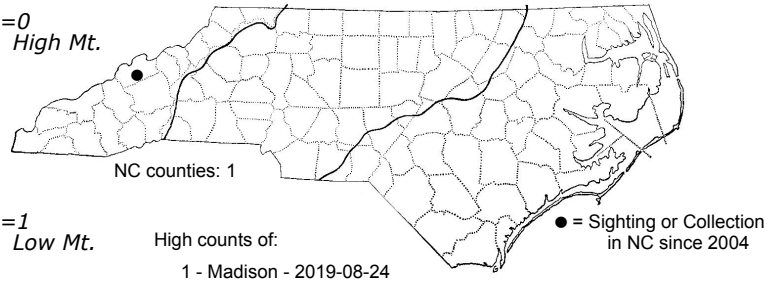 =0
High Mt.
NC counties: 1
=1
Low Mt.
High counts of:
1 - Madison - 2019-08-24
● = Sighting or Collection
in NC since 2004